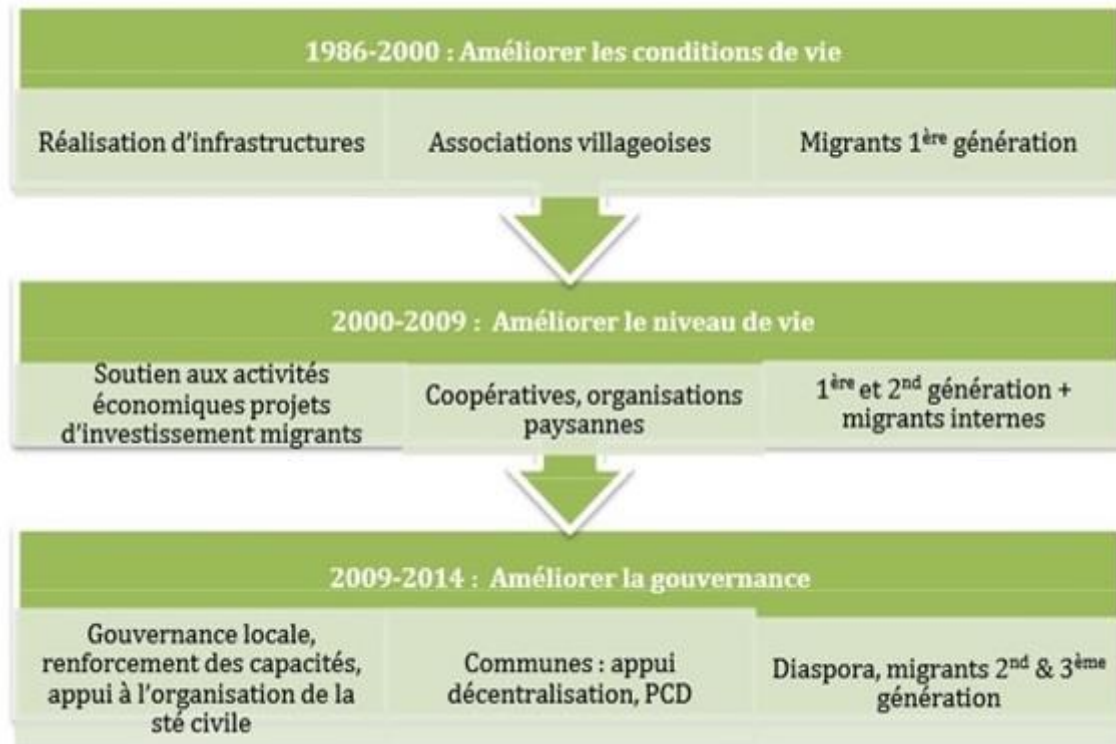 1986-2000 : Améliorer les conditions de vie
Réalisation d'infrastructures
Associations villageoises
Migrants 1ère génération
2000-2009 : Améliorer le niveau de vie
Soutien aux activités
économiques projets
d'investissement migrants
Coopératives, organisations
paysannes
1ère et 2nd génération +
migrants internes
2009-2014 : Améliorer la gouvernance
Gouvernance locale,
renforcement des capacités,
appui à l'organisation de la
sté civile
Communes : appui
décentralisation, PCD
Diaspora, migrants 2nd & 3ème
génération